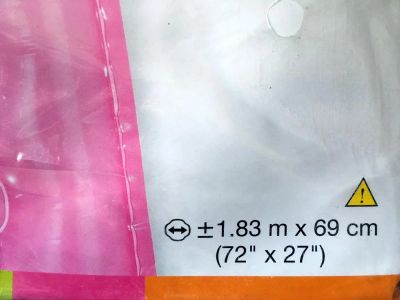 ±1.83 m x 69 cm
(72" x 27")